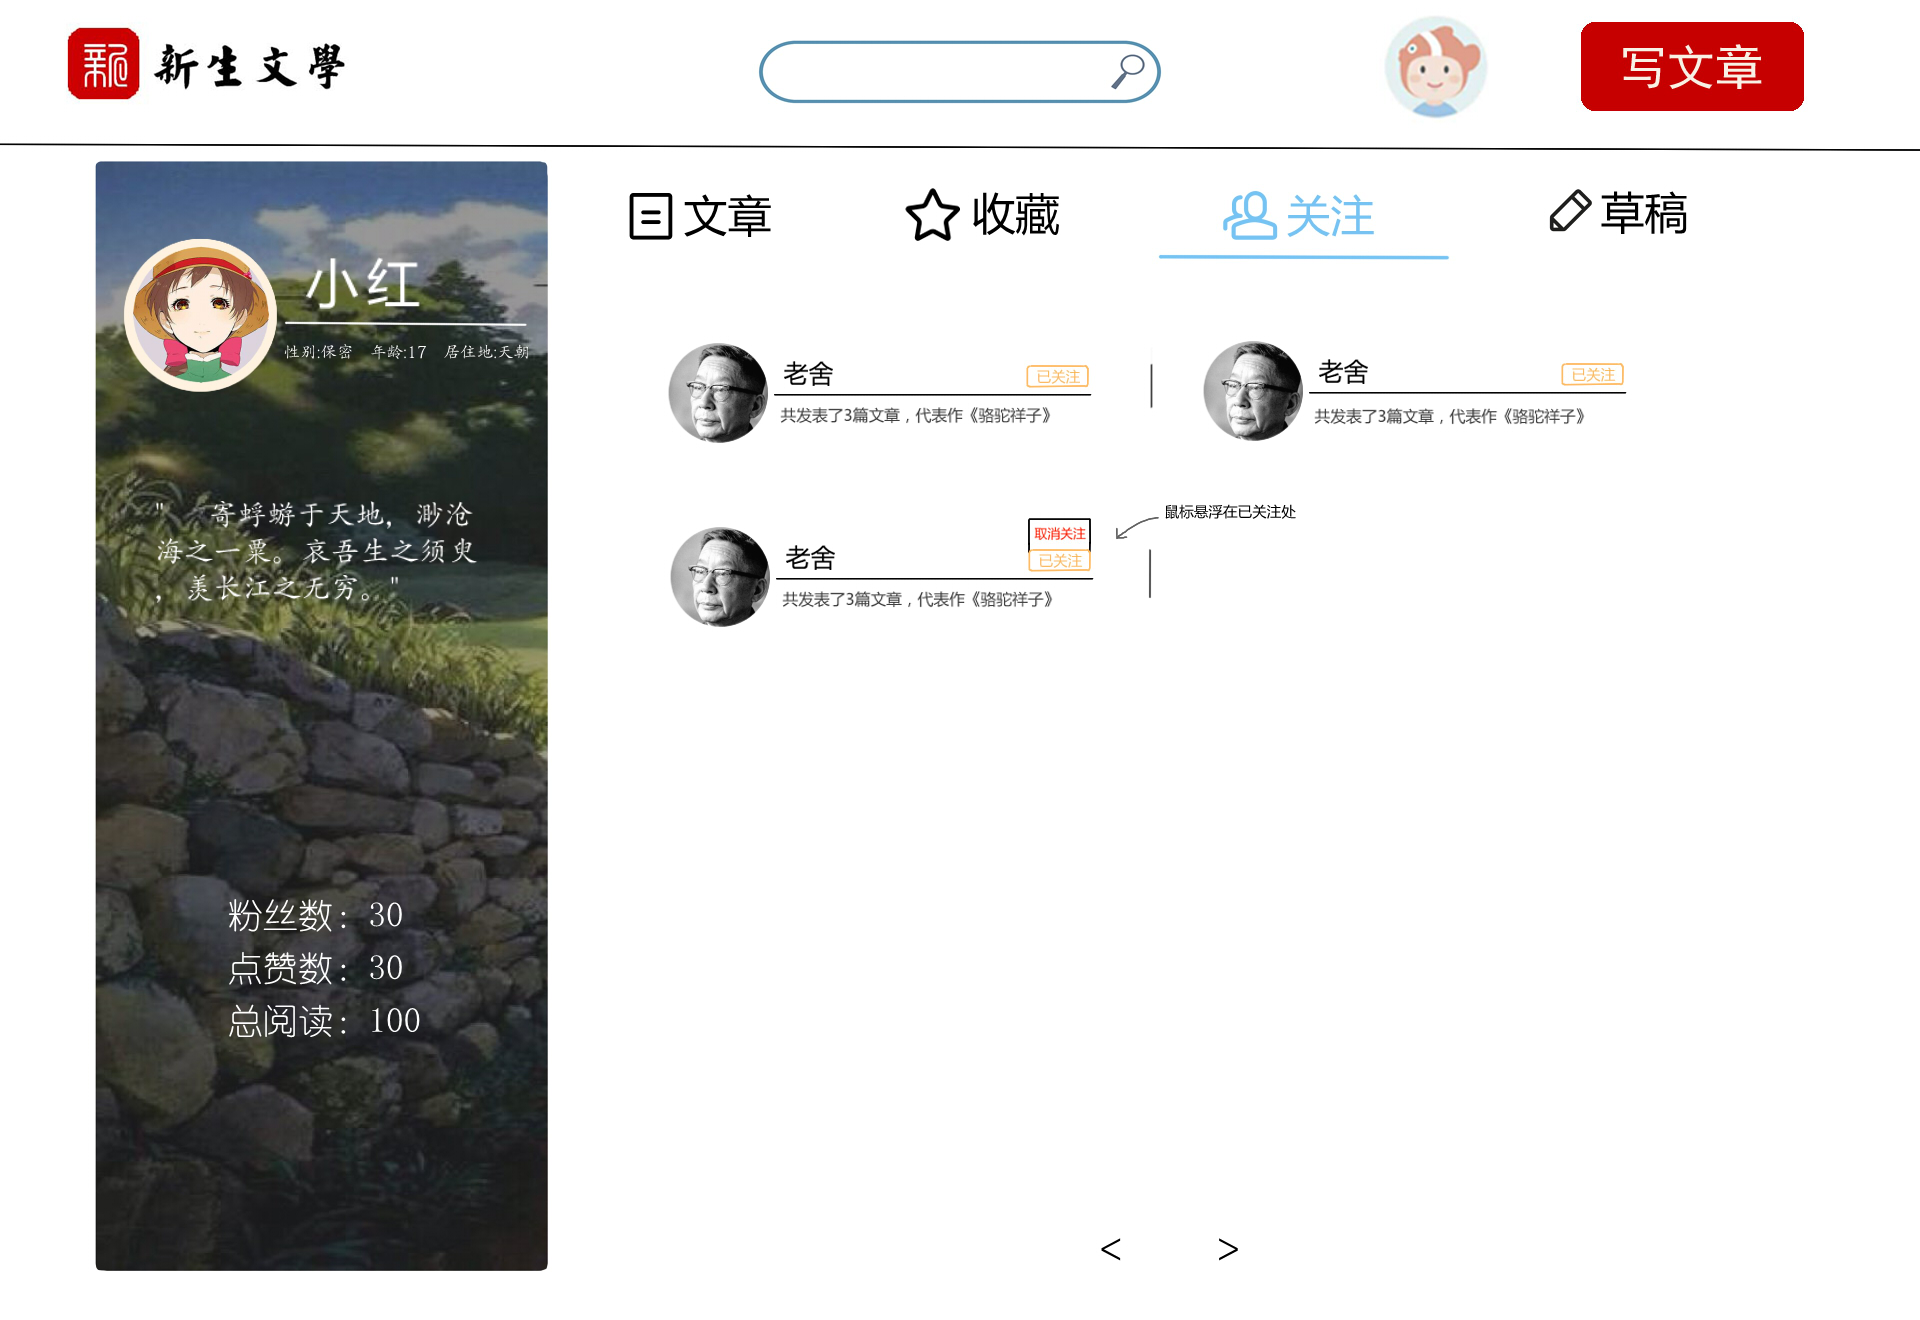 新生文學
写文章
文章
收藏
关注
草稿
小红
性别:保密 年龄:17 居住地:天朝
" 寄蜉蝣于天地，渺沧
海之一粟。哀吾生之须臾
，羡长江之无穷。"
粉丝数：30
点赞数：30
总阅读：100
老舍
已关注
共发表了3篇文章，代表作《骆驼祥子》
老舍
已关注
共发表了3篇文章，代表作《骆驼祥子》
鼠标悬浮在已关注处
取消关注
老舍
已关注
共发表了3篇文章，代表作《骆驼祥子》
< >